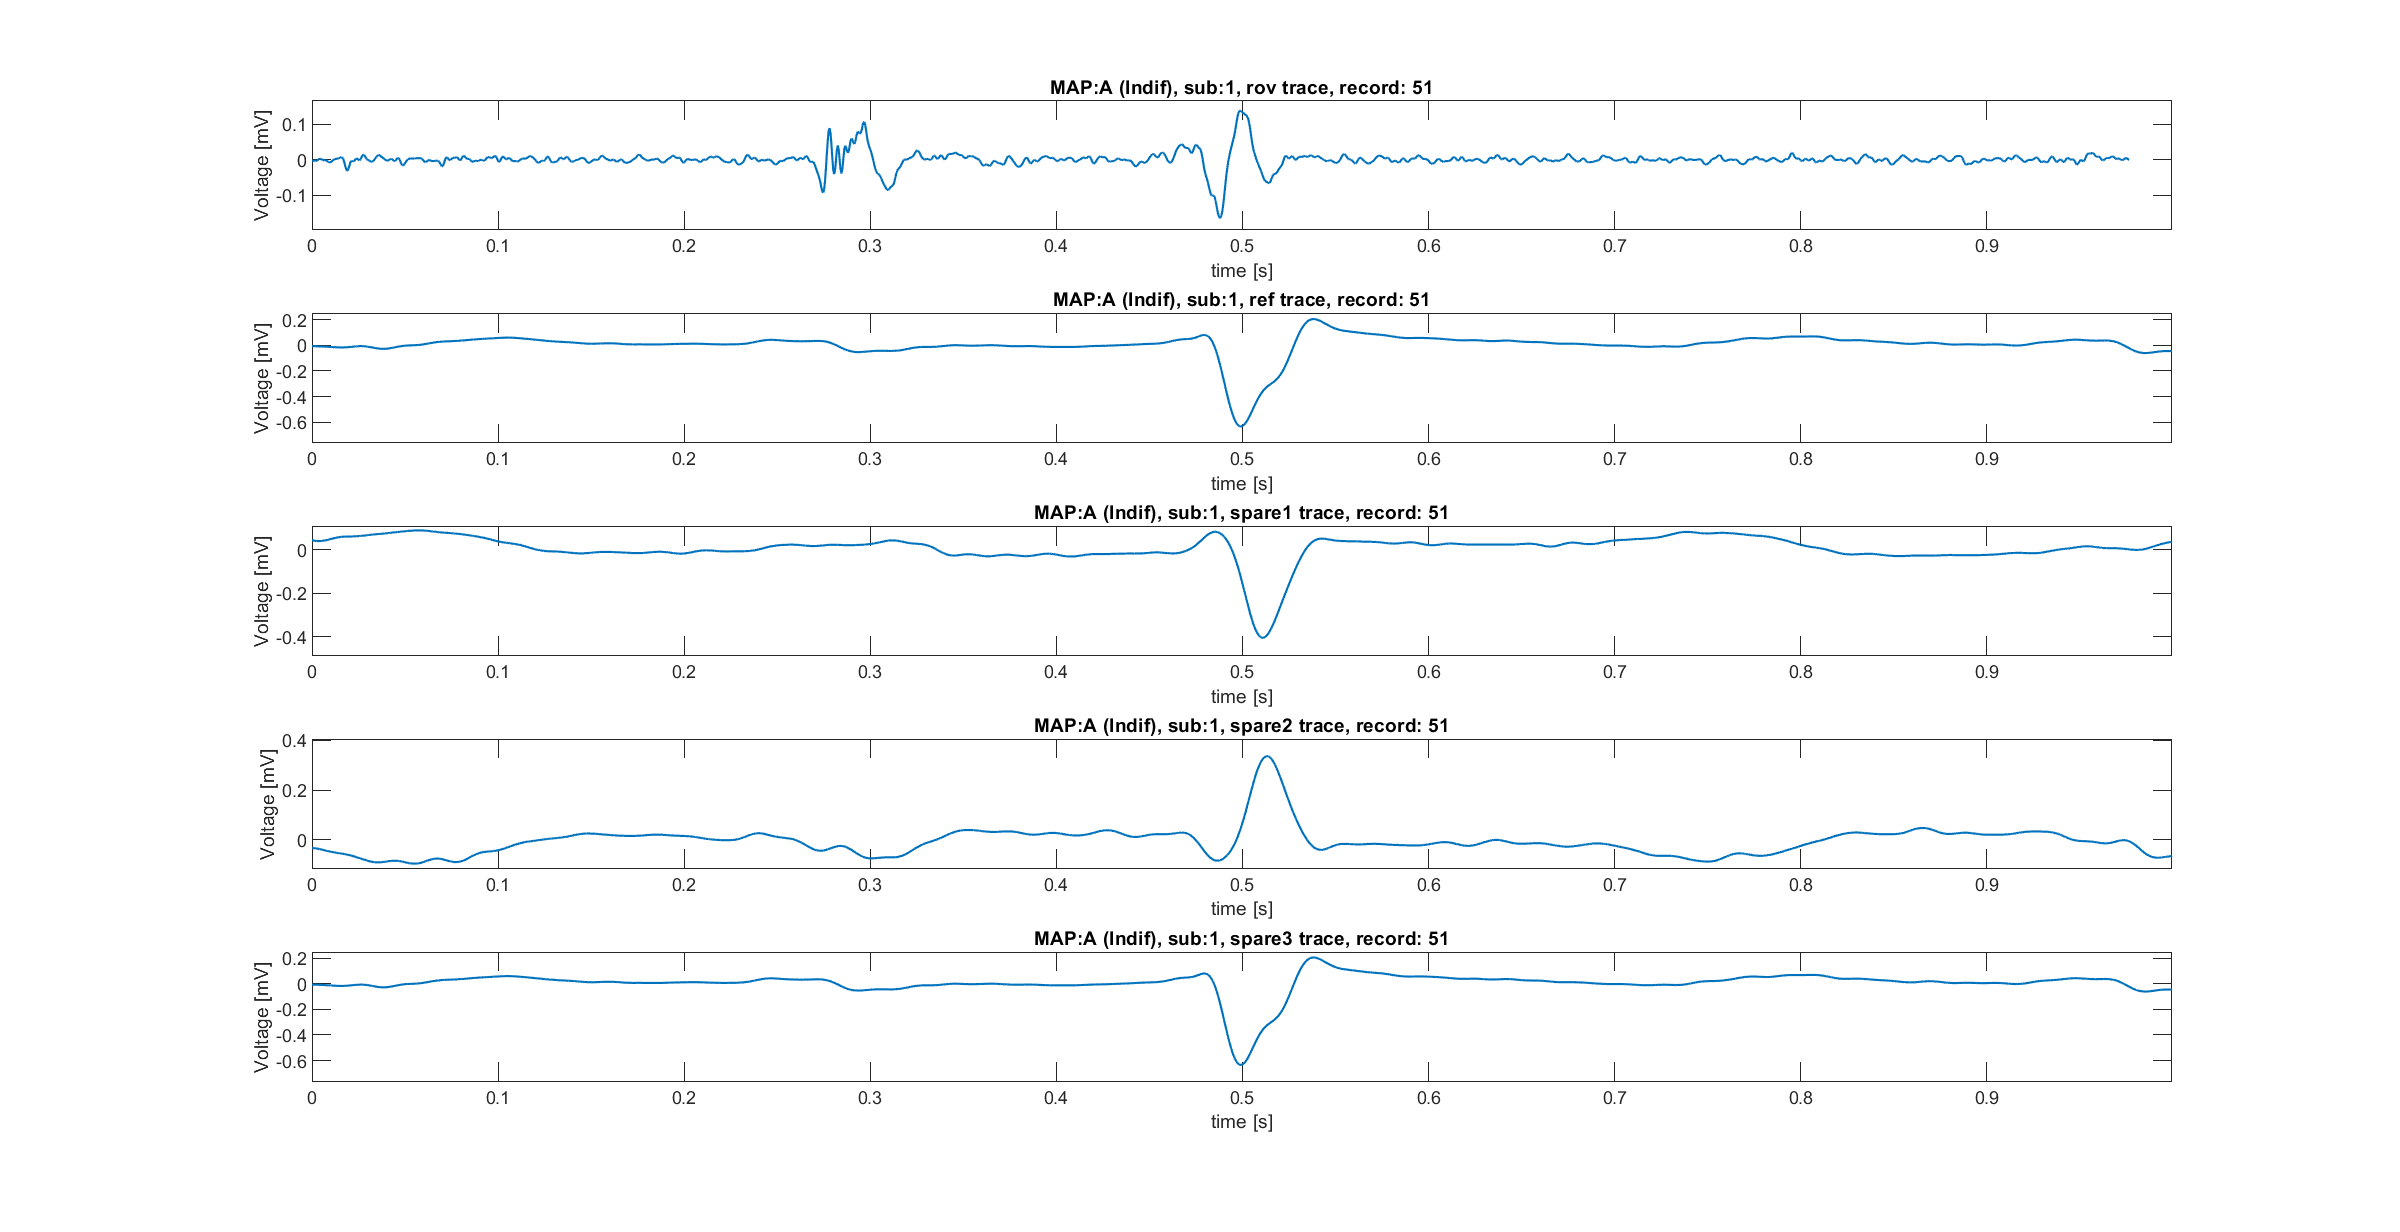 MAP:A (Indif), sub:1, rov trace, record: 51
Voltage [mV]
0.1
0
-0.1
0 0.1 0.2 0.3 0.4 0.5 0.6 0.7 0.8 0.9
time [s]
MAP:A (Indif), sub:1, ref trace, record: 51
Voltage [mV]
0.2
0
-0.2
-0.4
-0.6
0 0.1 0.2 0.3 0.4 0.5 0.6 0.7 0.8 0.9
time [s]
MAP:A (Indif), sub:1, spare1 trace, record: 51
Voltage [mV]
0
-0.2
-0.4
0 0.1 0.2 0.3 0.4 0.5 0.6 0.7 0.8 0.9
time [s]
MAP:A (Indif), sub:1, spare2 trace, record: 51
Voltage [mV]
0.4
0.2
0
0 0.1 0.2 0.3 0.4 0.5 0.6 0.7 0.8 0.9
time [s]
MAP:A (Indif), sub:1, spare3 trace, record: 51
Voltage [mV]
0.2
0
-0.2
-0.4
-0.6
0 0.1 0.2 0.3 0.4 0.5 0.6 0.7 0.8 0.9
time [s]